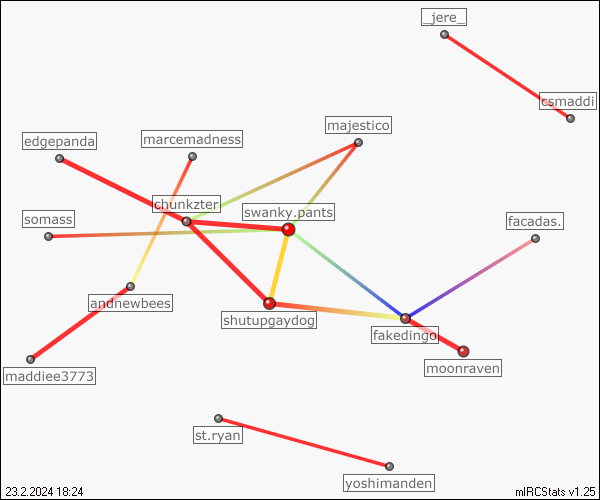 _jere_
csmaddi
majestico
edgepanda
marcemadness
chunkzter
swanky.pants
somass
facadas.
andnewbees
shutupgaydog
fakedingo
moonraven
maddiee3773
st.ryan
yoshimanden
23.2.2024 18:24
mIRCStats v1.25